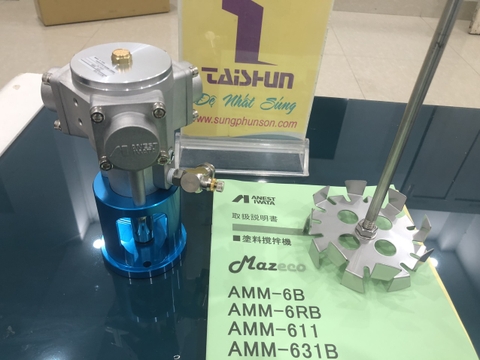 TAISHUN
Đệ Nhất Súng
www.sungphunson.com
ANEST
IWATA
取扱説明書
■塗料攪拌機
Mazeco
AMM-6B
AMM-6RB
AMM-611
AMM-631B